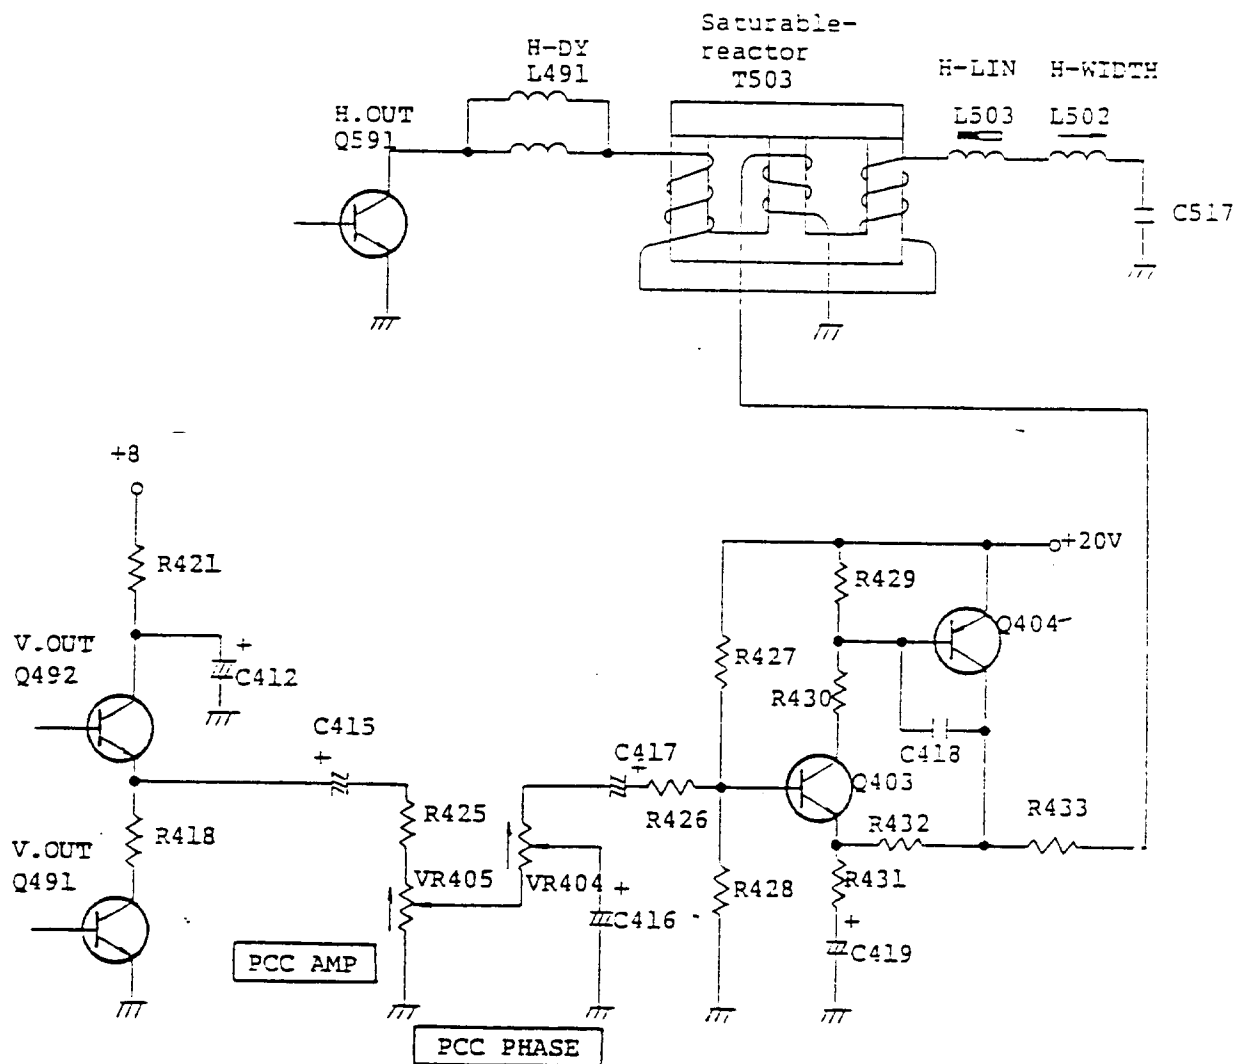 Saturable-
reactor
T503
H-DY
L491
H-LIN
H-WIDTH
L503
L502
H.OUT
Q591
C517
+8
R421
+20V
R429
Q404
V.OUT
Q492
+
C412
R427
R430
C415
+
C417
+
C418
Q403
R425
R426
R432
R433
R418
V.OUT
Q491
VR405
VR404
+
R428
R431
C416
+
C419
PCC AMP
PCC PHASE